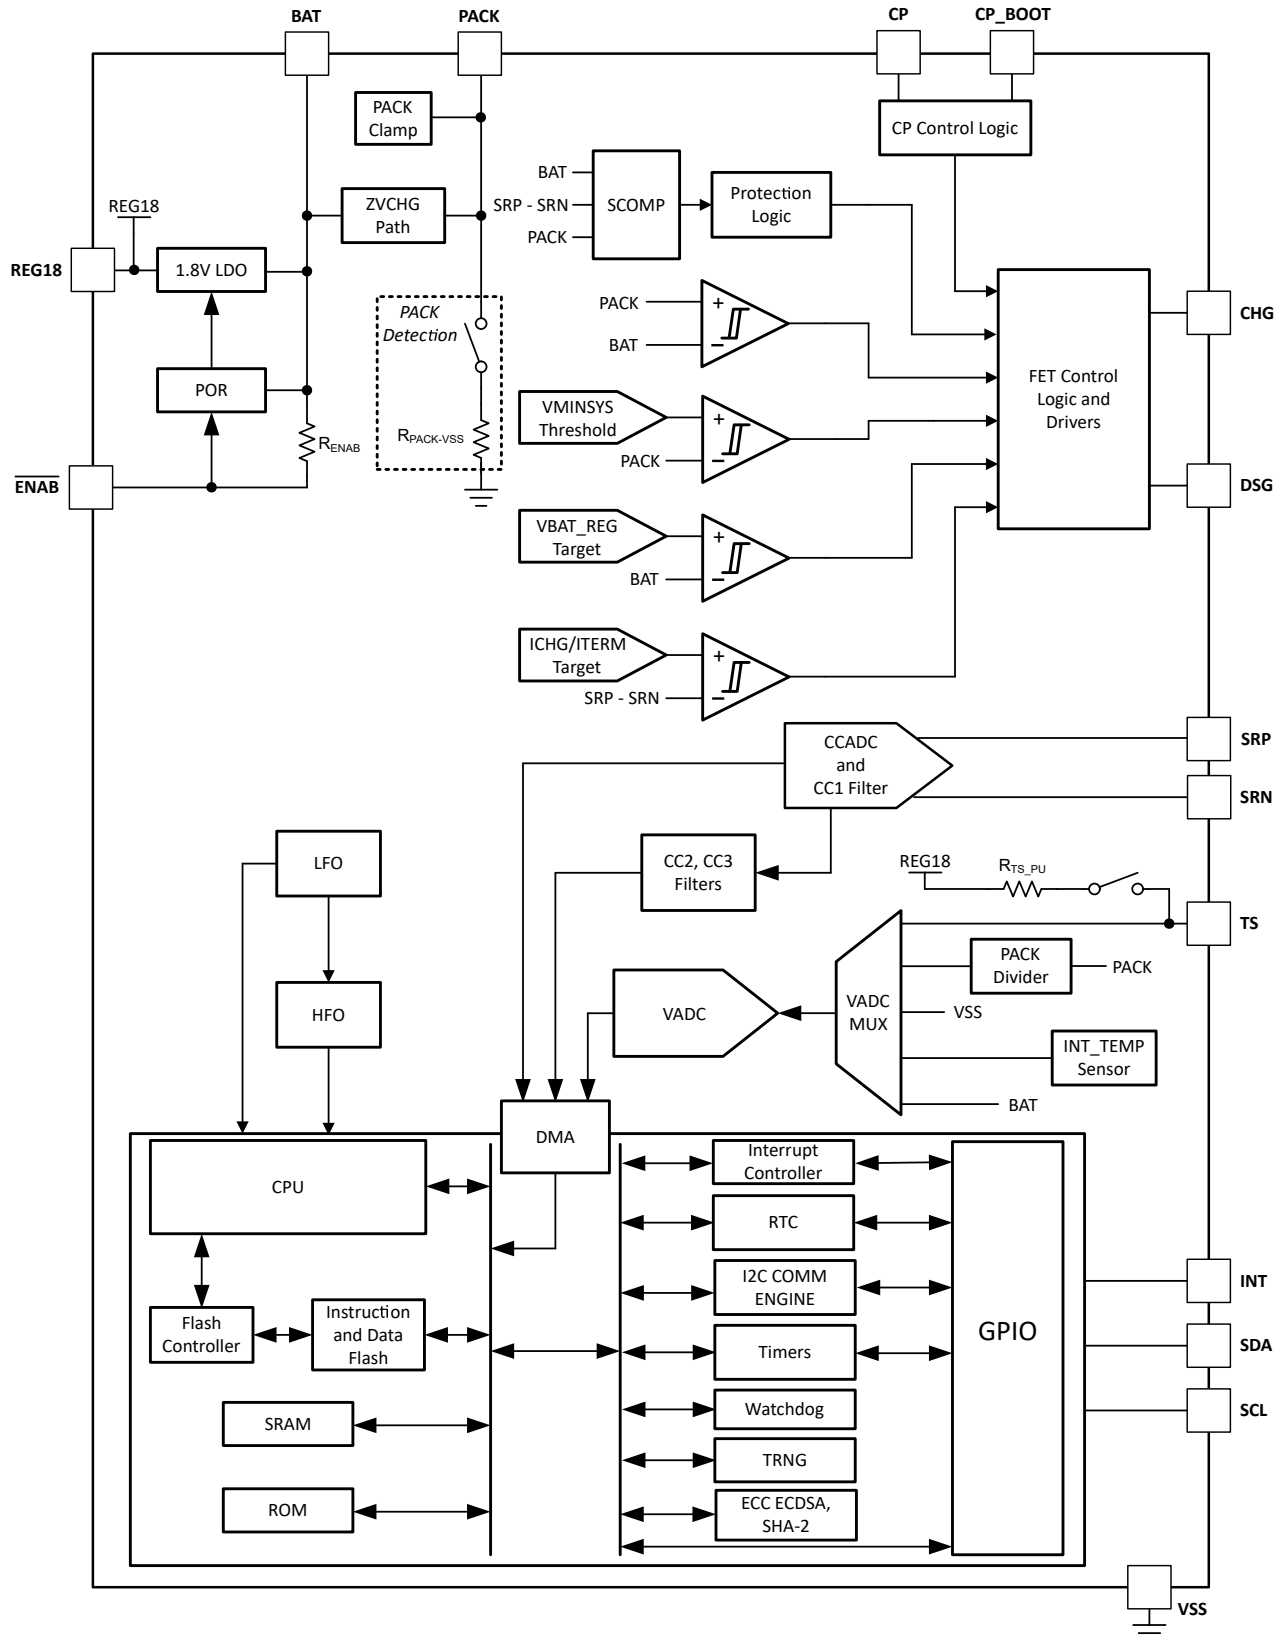 BAT
PACK
CP
CP_BOOT
PACK
Clamp
CP Control Logic
BAT
SRP - SRN
PACK
SCOMP
Protection
Logic
REG18
ZVCHG
Path
REG18
1.8V LDO
PACK
Detection
PACK
+
BAT
−
CHG
POR
RENAB
RPACK-VSS
VMINSYS
Threshold
+
PACK
−
FET Control
Logic and
Drivers
ENAB
DSG
VBAT_REG
Target
+
BAT
−
ICHG/ITERM
Target
+
SRP - SRN
−
CCADC
and
CC1 Filter
SRP
SRN
LFO
CC2, CC3
Filters
REG18
RTS_PU
TS
HFO
VADC
VADC
MUX
PACK
Divider
PACK
VSS
INT_TEMP
Sensor
BAT
DMA
CPU
Interrupt
Controller
RTC
I2C COMM
ENGINE
Timers
Watchdog
TRNG
ECC ECDSA,
SHA-2
GPIO
Flash
Controller
Instruction
and Data
Flash
SRAM
ROM
INT
SDA
SCL
VSS